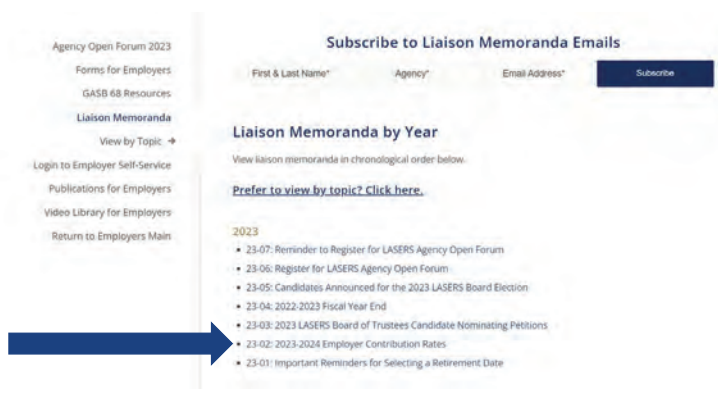 Agency Open Forum 2023
Forms for Employers
GASB 68 Resources
Liaison Memoranda
View by Topic →
Login to Employer Self-Service
Publications for Employers
Video Library for Employers
Return to Employers Main
Subscribe to Liaison Memoranda Emails
First & Last Name*
Agency*
Email Address*
Subscribe
Liaison Memoranda by Year
View liaison memoranda in chronological order below.
Prefer to view by topic? Click here.
2023
• 23-07: Reminder to Register for LASERS Agency Open Forum
• 23-06: Register for LASERS Agency Open Forum
• 23-05: Candidates Announced for the 2023 LASERS Board Election
• 23-04: 2022-2023 Fiscal Year End
• 23-03: 2023 LASERS Board of Trustees Candidate Nominating Petitions
• 23-02: 2023-2024 Employer Contribution Rates
• 23-01: Important Reminders for Selecting a Retirement Date